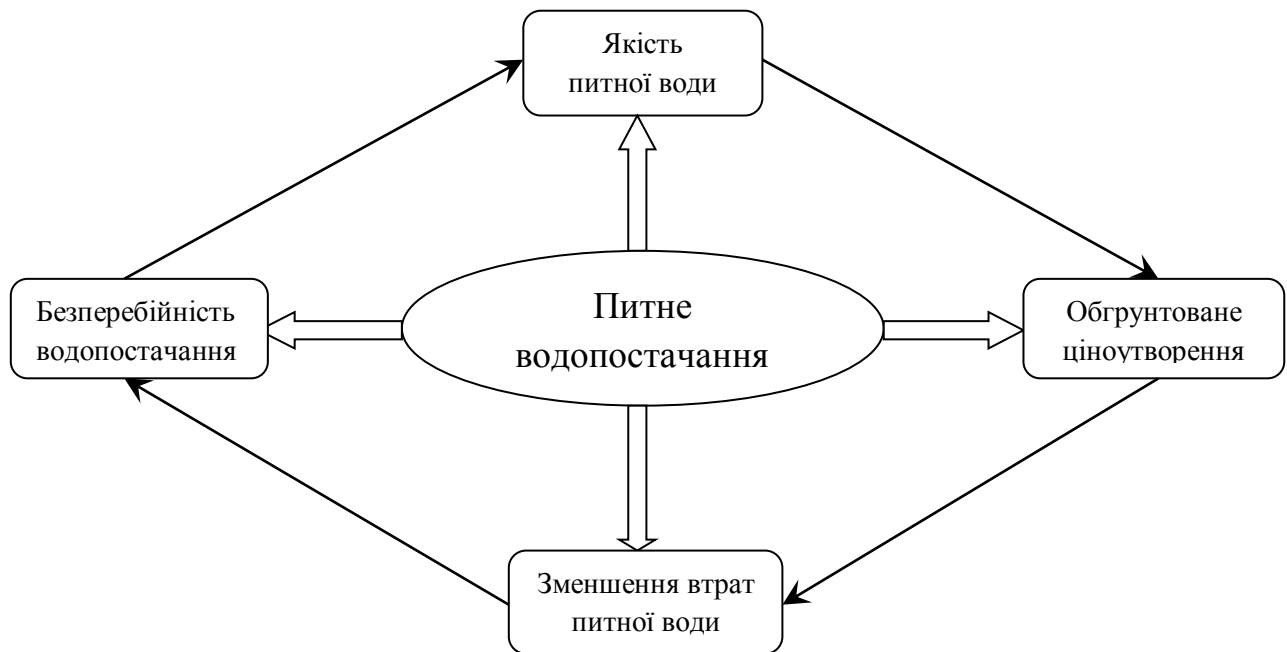 Якість
питної води
Безперебійність
водопостачання
Питне
водопостачання
Обгрунтоване
ціноутворення
Зменшення втрат
питної води